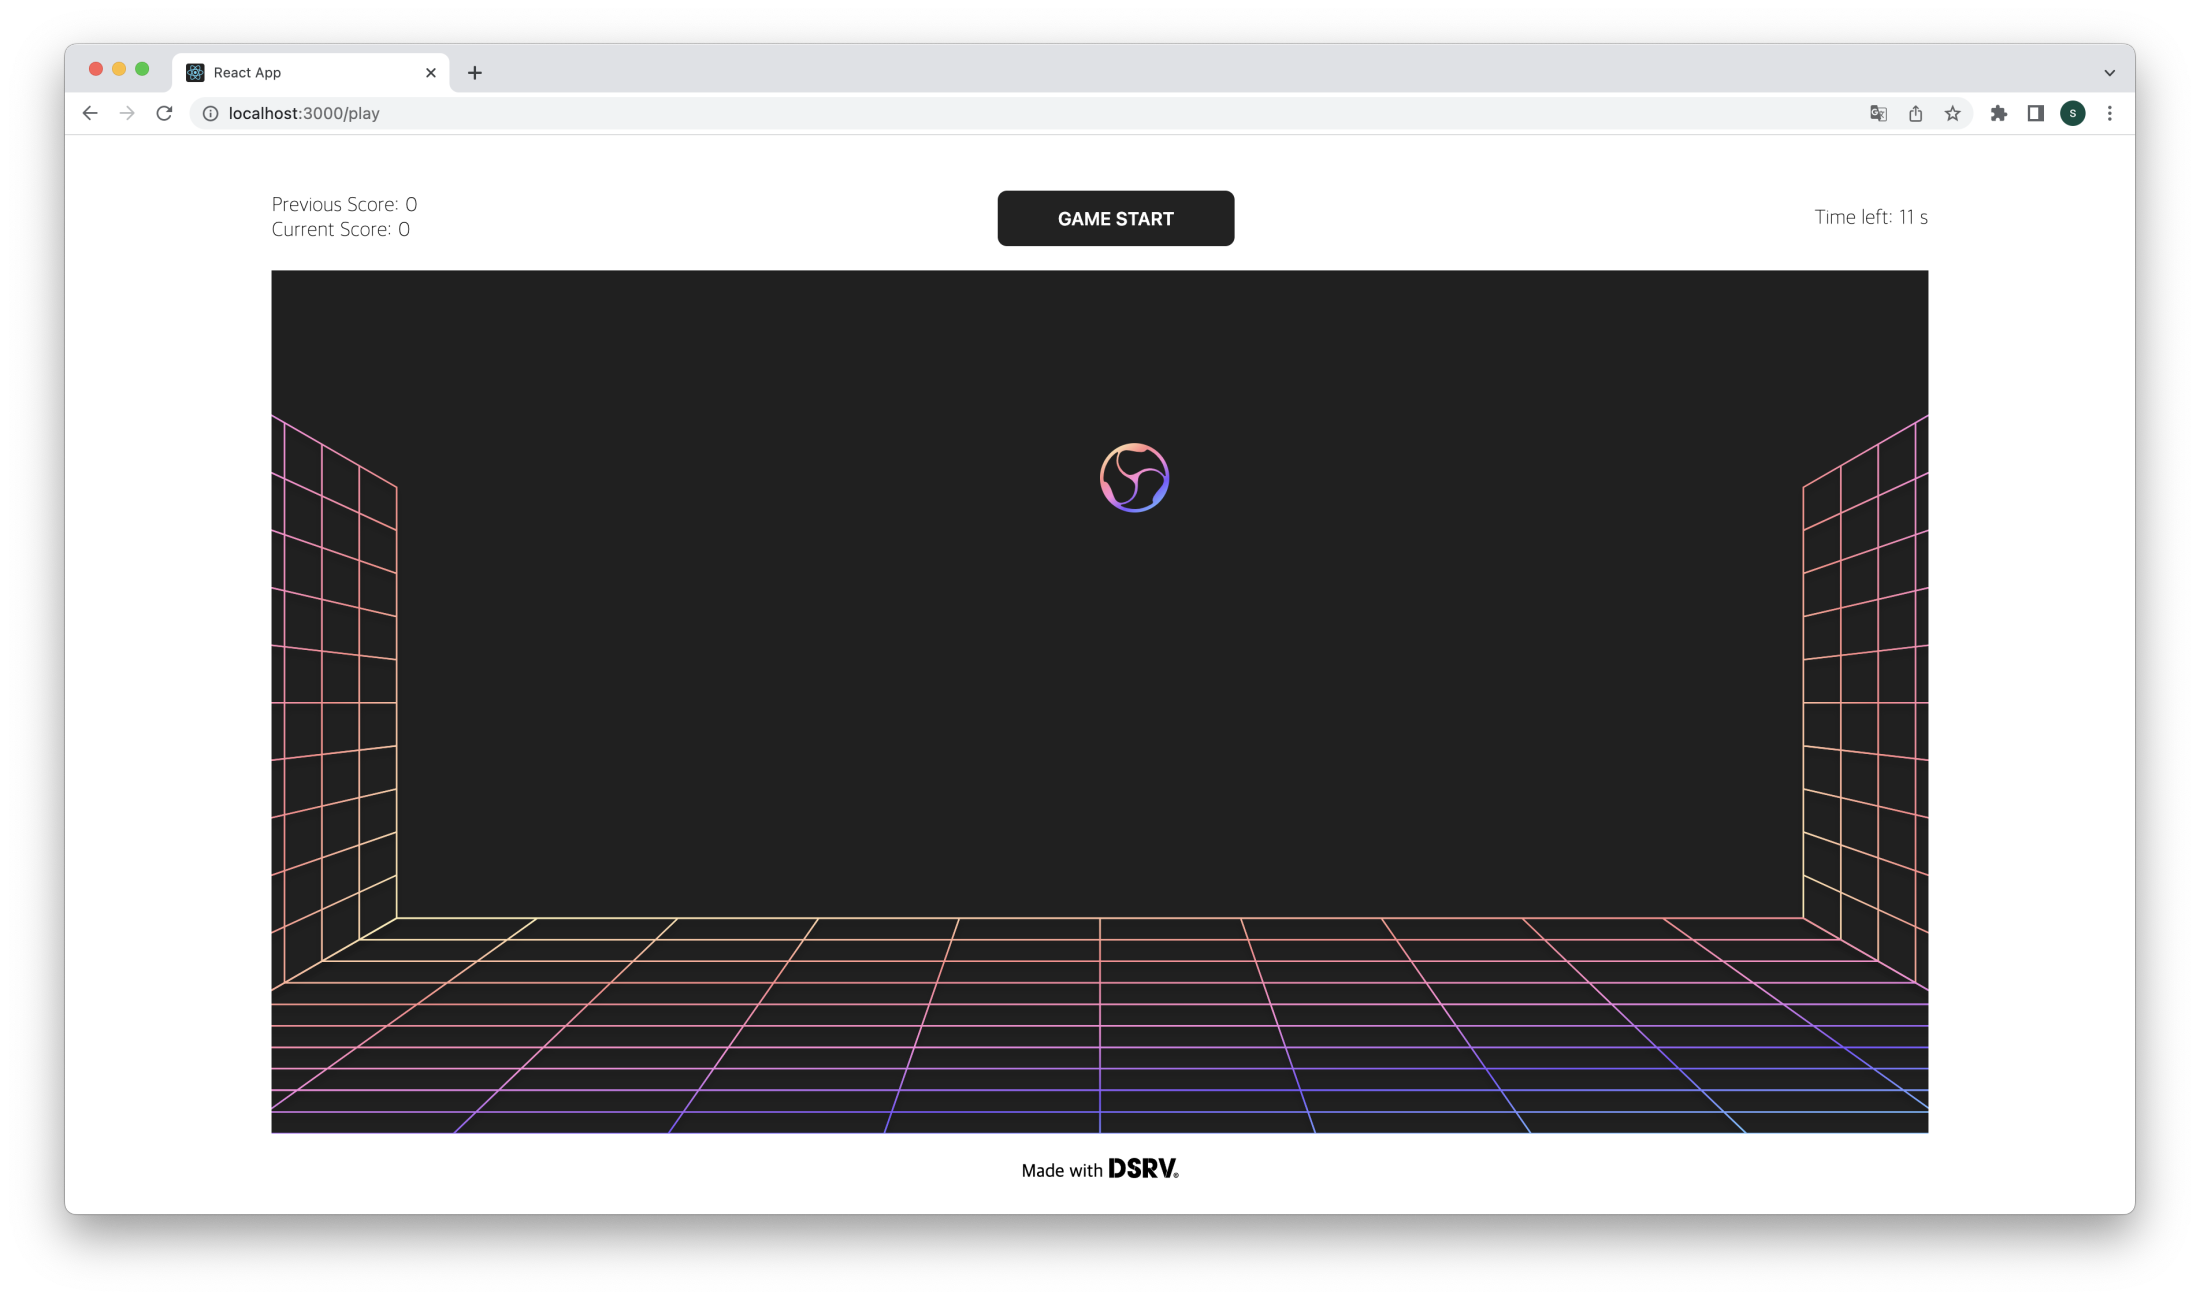 React App
localhost:3000/play
S
Previous Score: 0
Current Score: 0
GAME START
Time left: 11 s
Made with DSRV®